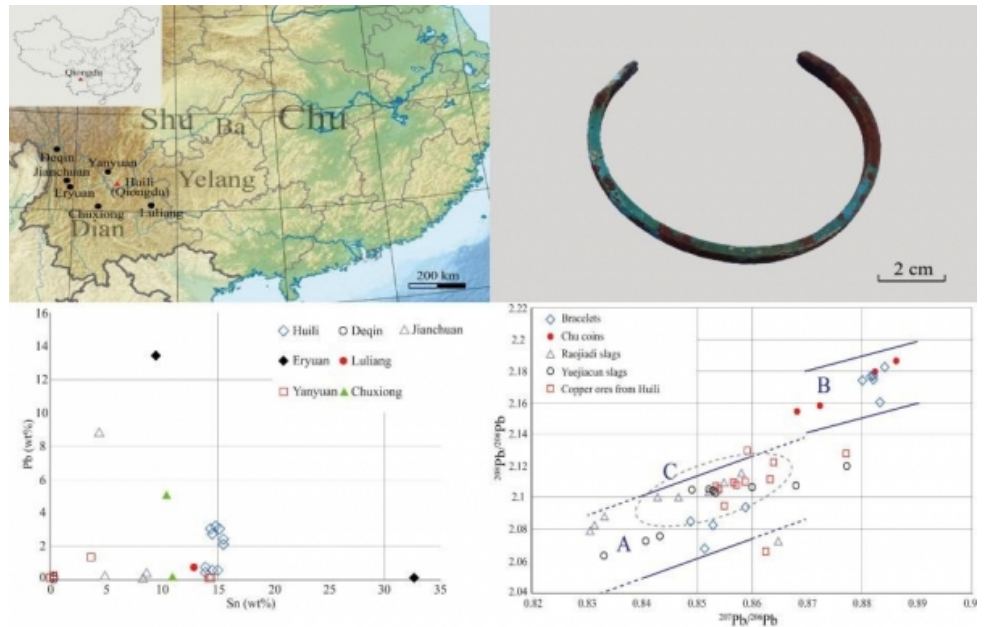 Qiongdu
Shu Ba Chu
Deqin
Jianchuan
Yanyuan
Eryuan
Huili
(Qiongdu)
Yelang
Chuxiong
Luliang
Dian
200 km
2 cm
16
14
12
10
8
6
4
2
0
Pb (wt%)
Huili Deqin Jianchuan
Eryuan Luliang
Yanyuan Chuxiong
0 5 10 15 20 25 30 35
Sn (wt%)
2.22
2.2
2.18
2.16
2.14
2.12
2.1
2.08
2.06
2.04
Bracelets
Chu coins
Raojiadi slags
Yuejiacun slags
Copper ores from Huili
B
C
A
0.82 0.83 0.84 0.85 0.86 0.87 0.88 0.89 0.9
²⁰⁷Pb/²⁰⁶Pb